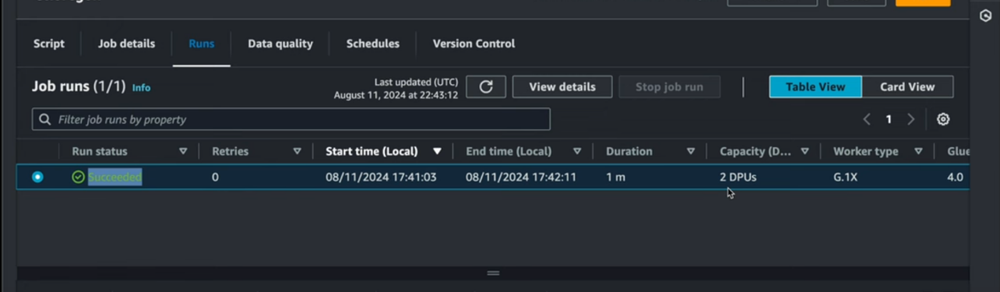 Script Job details Runs Data quality Schedules Version Control
Job runs (1/1) Info
Last updated (UTC)
August 11, 2024 at 22:43:12
View details Stop job run Table View Card View
Filter job runs by property
1
Run status Retries Start time (Local) End time (Local) Duration Capacity (D... Worker type Glue
Succeeded 0 08/11/2024 17:41:03 08/11/2024 17:42:11 1 m 2 DPUs G.1X 4.0